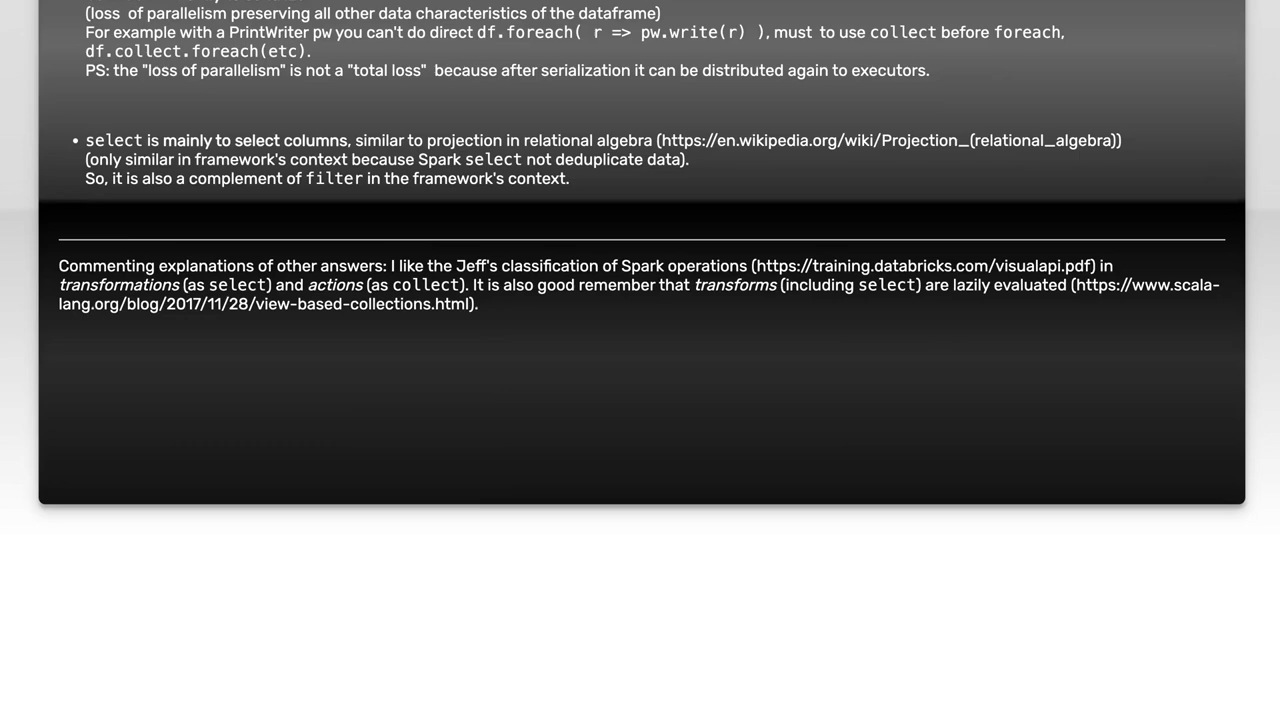 (loss  of parallelism preserving all other data characteristics of the dataframe)
For example with a PrintWriter pw you can't do direct df.foreach( r => pw.write(r) ), must  to use collect before foreach,
df.collect.foreach(etc).
PS: the "loss of parallelism" is not a "total loss"  because after serialization it can be distributed again to executors.
• select is mainly to select columns, similar to projection in relational algebra (https://en.wikipedia.org/wiki/Projection_(relational_algebra))
(only similar in framework's context because Spark select not deduplicate data).
So, it is also a complement of filter in the framework's context.
Commenting explanations of other answers: I like the Jeff's classification of Spark operations (https://training.databricks.com/visualapi.pdf) in
transformations (as select) and actions (as collect). It is also good remember that transforms (including select) are lazily evaluated (https://www.scala-
lang.org/blog/2017/11/28/view-based-collections.html).